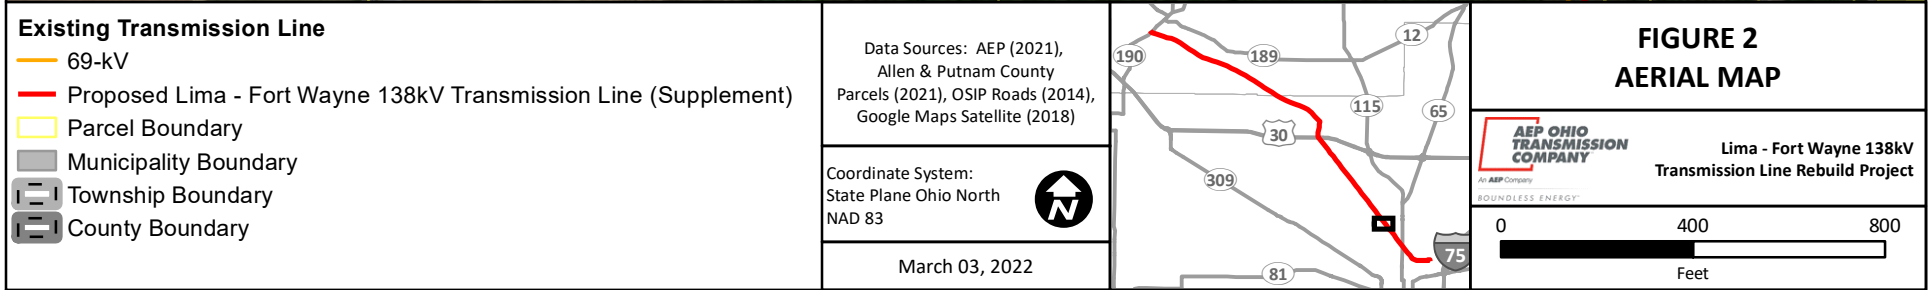 Existing Transmission Line
69-kV
Proposed Lima - Fort Wayne 138kV Transmission Line (Supplement)
Parcel Boundary
Municipality Boundary
Township Boundary
County Boundary
Data Sources: AEP (2021),
Allen & Putnam County
Parcels (2021), OSIP Roads (2014),
Google Maps Satellite (2018)
Coordinate System:
State Plane Ohio North
NAD 83
N
March 03, 2022
12
190
189
115
65
30
309
75
81
FIGURE 2
AERIAL MAP
AEP OHIO
TRANSMISSION
COMPANY
An AEP Company
BOUNDLESS ENERGY
Lima - Fort Wayne 138kV
Transmission Line Rebuild Project
0 400 800
Feet